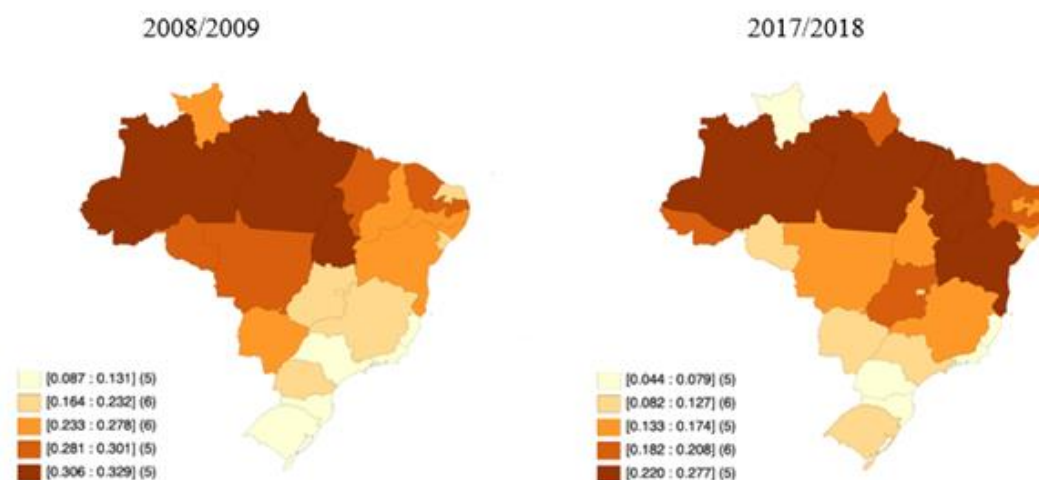 2008/2009
2017/2018
[0.087 : 0.131] (5)
[0.164 : 0.232] (6)
[0.233 : 0.278] (6)
[0.281 : 0.301] (5)
[0.306 : 0.329] (5)
[0.044 : 0.079] (5)
[0.082 : 0.127] (6)
[0.133 : 0.174] (5)
[0.182 : 0.208] (6)
[0.220 : 0.277] (5)